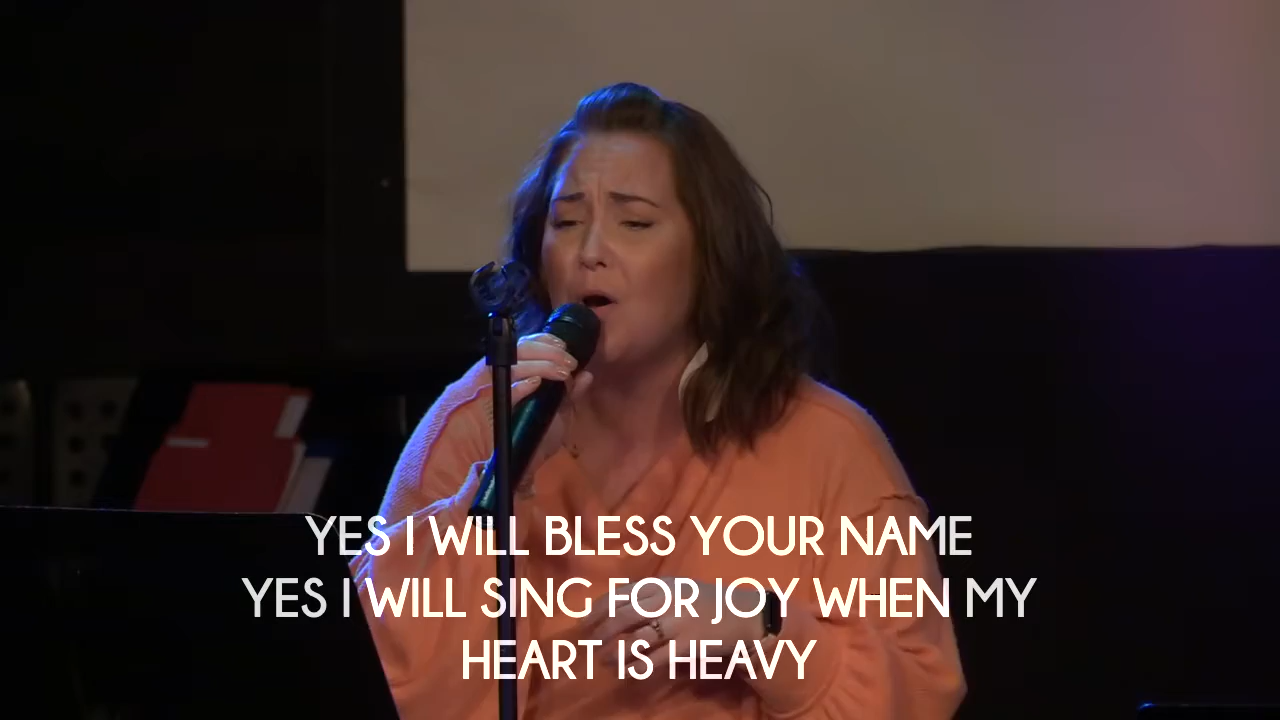 YES I WILL BLESS YOUR NAME
YES I WILL SING FOR JOY WHEN MY
HEART IS HEAVY